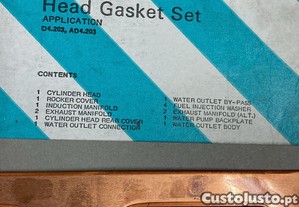 Head Gasket Set
APPLICATION
D4.203, AD4.203
CONTENTS
1 CYLINDER HEAD
1 ROCKER COVER
1 INDUCTION MANIFOLD
2 EXHAUST MANIFOLD
1 CYLINDER HEAD REAR COVER
1 WATER OUTLET CONNECTION
1 WATER OUTLET BY-PASS
4 FUEL INJECTION WASHER
2 EXHAUST MANIFOLD (ALT.)
1 WATER PUMP BACKPLATE
1 WATER OUTLET BODY
CustoJusto.pt